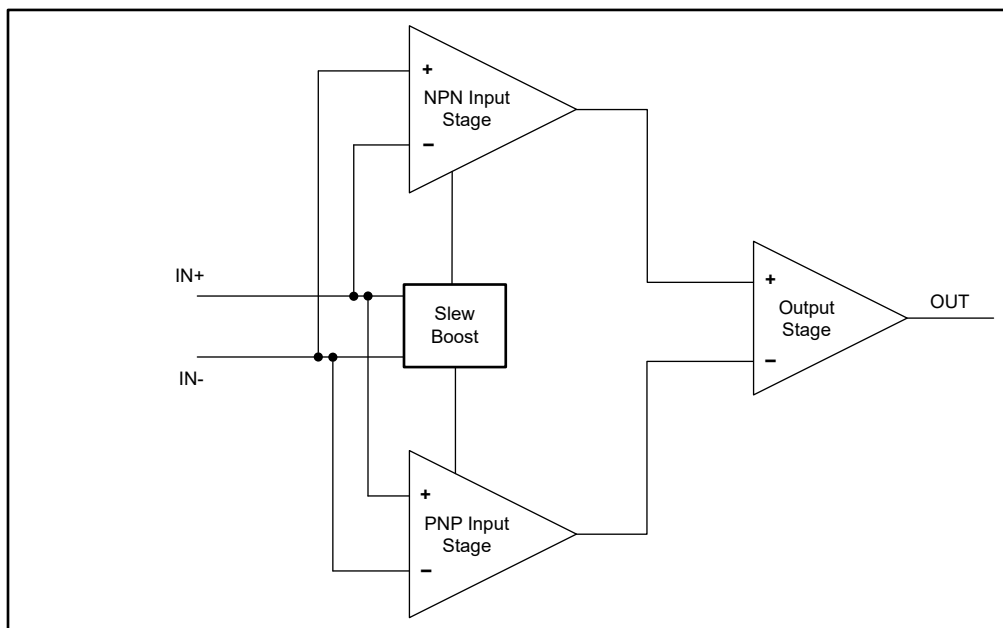 +
NPN Input
Stage
−
IN+
Slew
Boost
IN-
+
Output
Stage
−
OUT
+
PNP Input
Stage
−